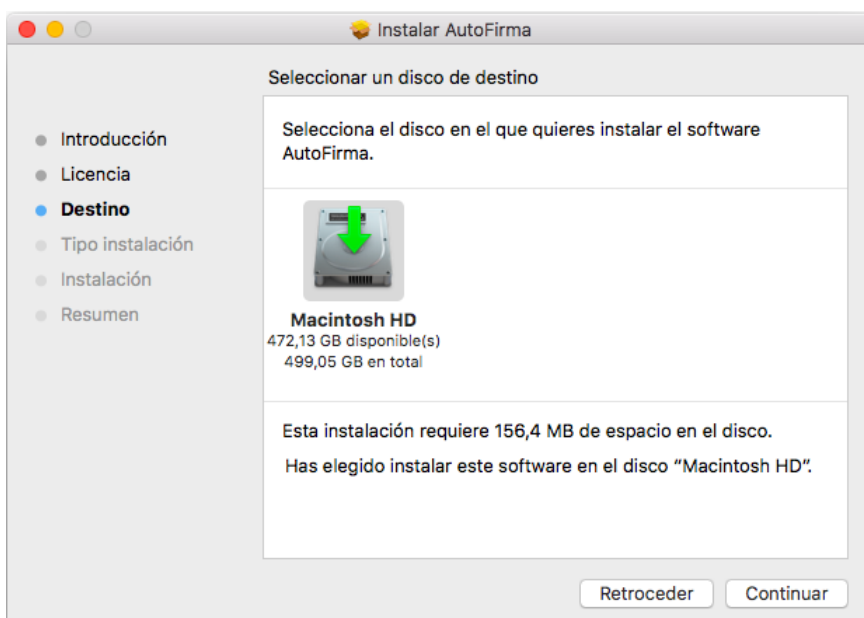 Instalar AutoFirma
Seleccionar un disco de destino
Introducción
Licencia
Destino
Tipo instalación
Instalación
Resumen
Selecciona el disco en el que quieres instalar el software
AutoFirma.
Macintosh HD
472,13 GB disponible(s)
499,05 GB en total
Esta instalación requiere 156,4 MB de espacio en el disco.
Has elegido instalar este software en el disco “Macintosh HD”.
Retroceder
Continuar